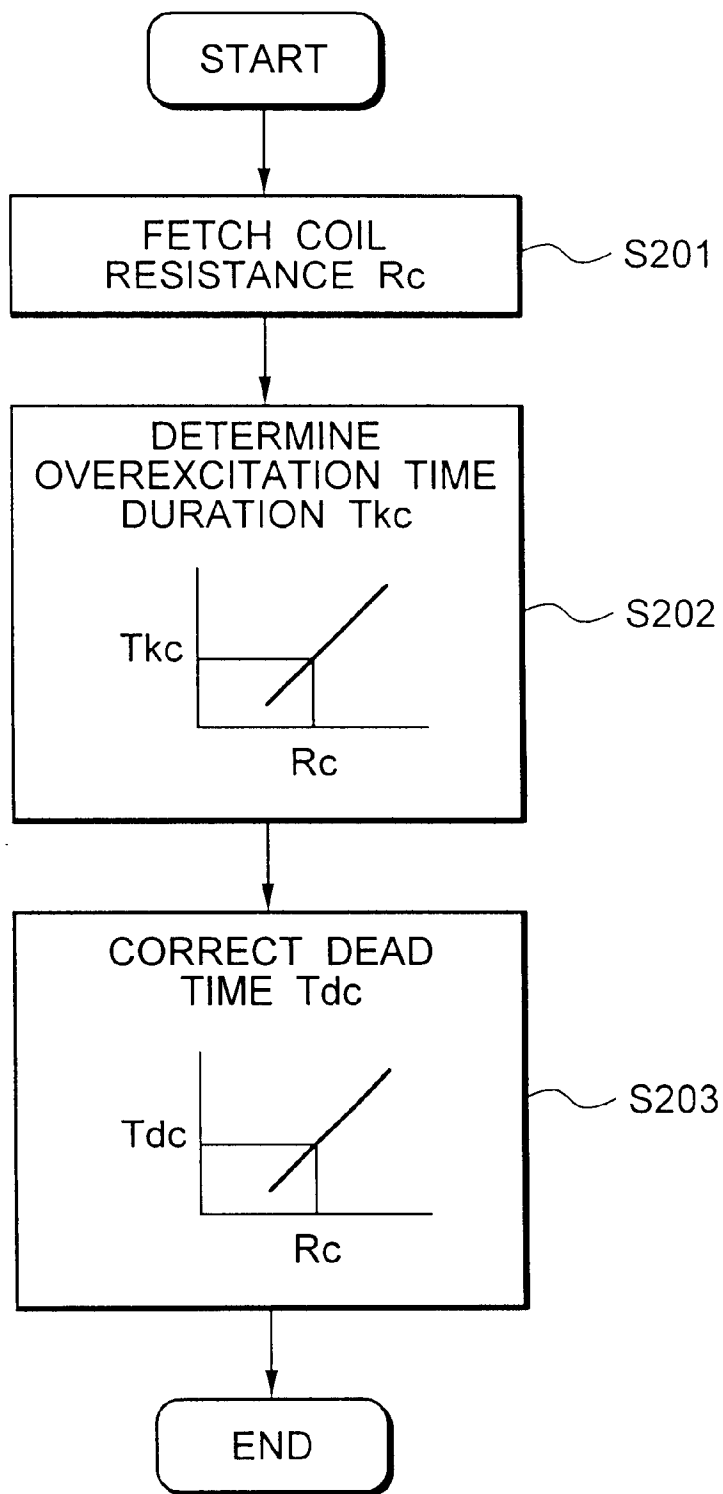 START
FETCH COIL
RESISTANCE Rc
S201
DETERMINE
OVEREXCITATION TIME
DURATION Tkc
Tkc
Rc
S202
CORRECT DEAD
TIME Tdc
Tdc
Rc
S203
END